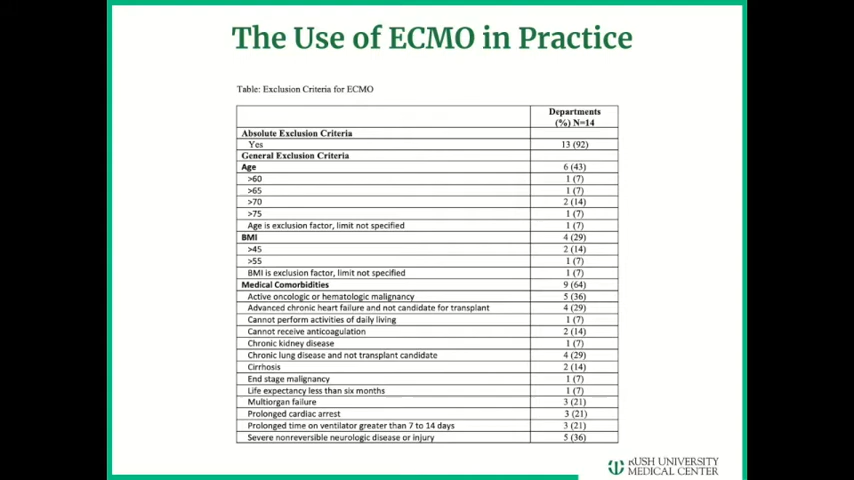 The Use of ECMO in Practice
Table: Exclusion Criteria for ECMO
Departments
(%) N=14
Absolute Exclusion Criteria
Yes 13 (92)
General Exclusion Criteria
Age 6 (43)
>60 1 (7)
>65 1 (7)
>70 2 (14)
>75 1 (7)
Age is exclusion factor, limit not specified 1 (7)
BMI 4 (29)
>45 2 (14)
>55 1 (7)
BMI is exclusion factor, limit not specified 1 (7)
Medical Comorbidities 9 (64)
Active oncologic or hematologic malignancy 5 (36)
Advanced chronic heart failure and not candidate for transplant 4 (29)
Cannot perform activities of daily living 1 (7)
Cannot receive anticoagulation 2 (14)
Chronic kidney disease 1 (7)
Chronic lung disease and not transplant candidate 4 (29)
Cirrhosis 2 (14)
End stage malignancy 1 (7)
Life expectancy less than six months 1 (7)
Multiorgan failure 3 (21)
Prolonged cardiac arrest 3 (21)
Prolonged time on ventilator greater than 7 to 14 days 3 (21)
Severe nonreversible neurologic disease or injury 5 (36)
RUSH UNIVERSITY
MEDICAL CENTER